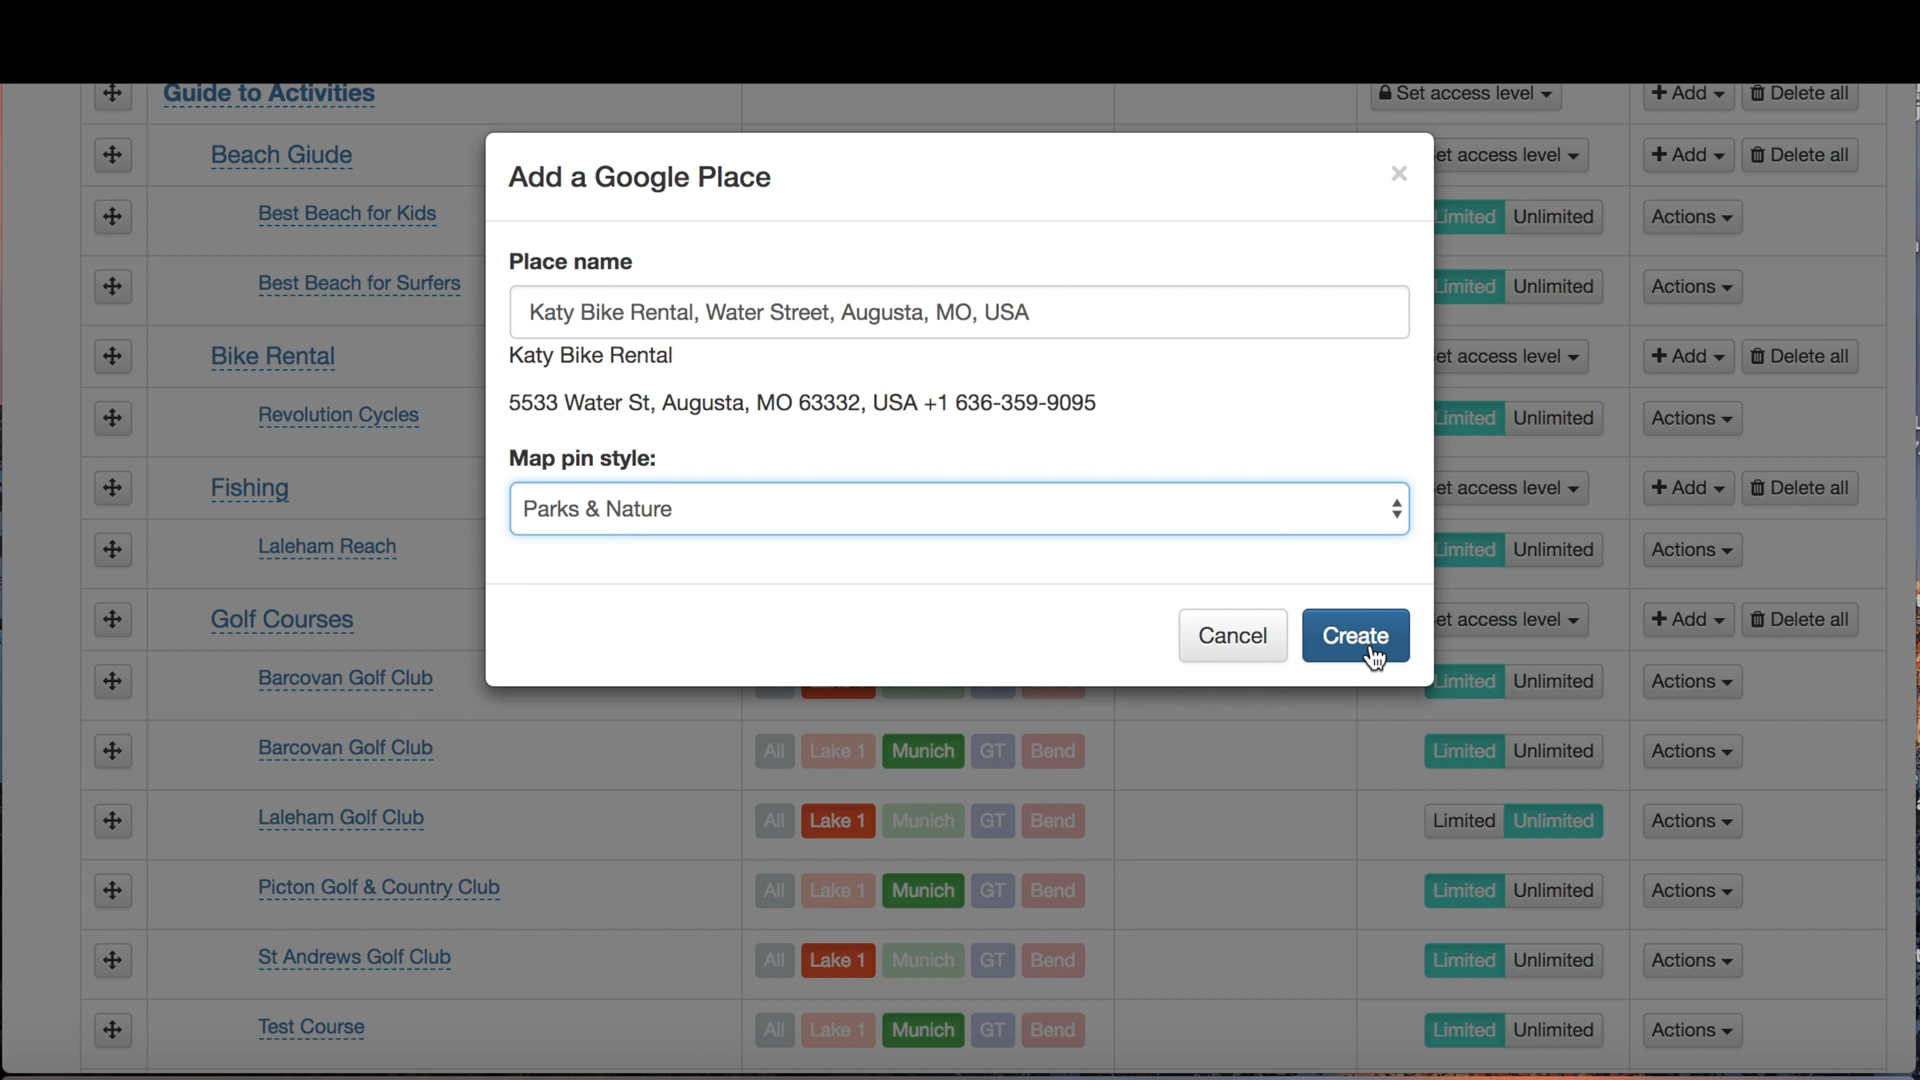 Guide to Activities
Set access level
Add
Delete all
Beach Giude
et access level
Add
Delete all
Best Beach for Kids
Limited
Unlimited
Actions
Best Beach for Surfers
Limited
Unlimited
Actions
Bike Rental
et access level
Add
Delete all
Revolution Cycles
Limited
Unlimited
Actions
Fishing
et access level
Add
Delete all
Laleham Reach
Limited
Unlimited
Actions
Golf Courses
et access level
Add
Delete all
Barcovan Golf Club
Limited
Unlimited
Actions
Barcovan Golf Club
All Lake 1 Munich GT Bend
Limited
Unlimited
Actions
Laleham Golf Club
All Lake 1 Munich GT Bend
Limited
Unlimited
Actions
Picton Golf & Country Club
All Lake 1 Munich GT Bend
Limited
Unlimited
Actions
St Andrews Golf Club
All Lake 1 Munich GT Bend
Limited
Unlimited
Actions
Test Course
All Lake 1 Munich GT Bend
Limited
Unlimited
Actions
Add a Google Place
×
Place name
Katy Bike Rental, Water Street, Augusta, MO, USA
Katy Bike Rental
5533 Water St, Augusta, MO 63332, USA +1 636-359-9095
Map pin style:
Parks & Nature
Cancel
Create